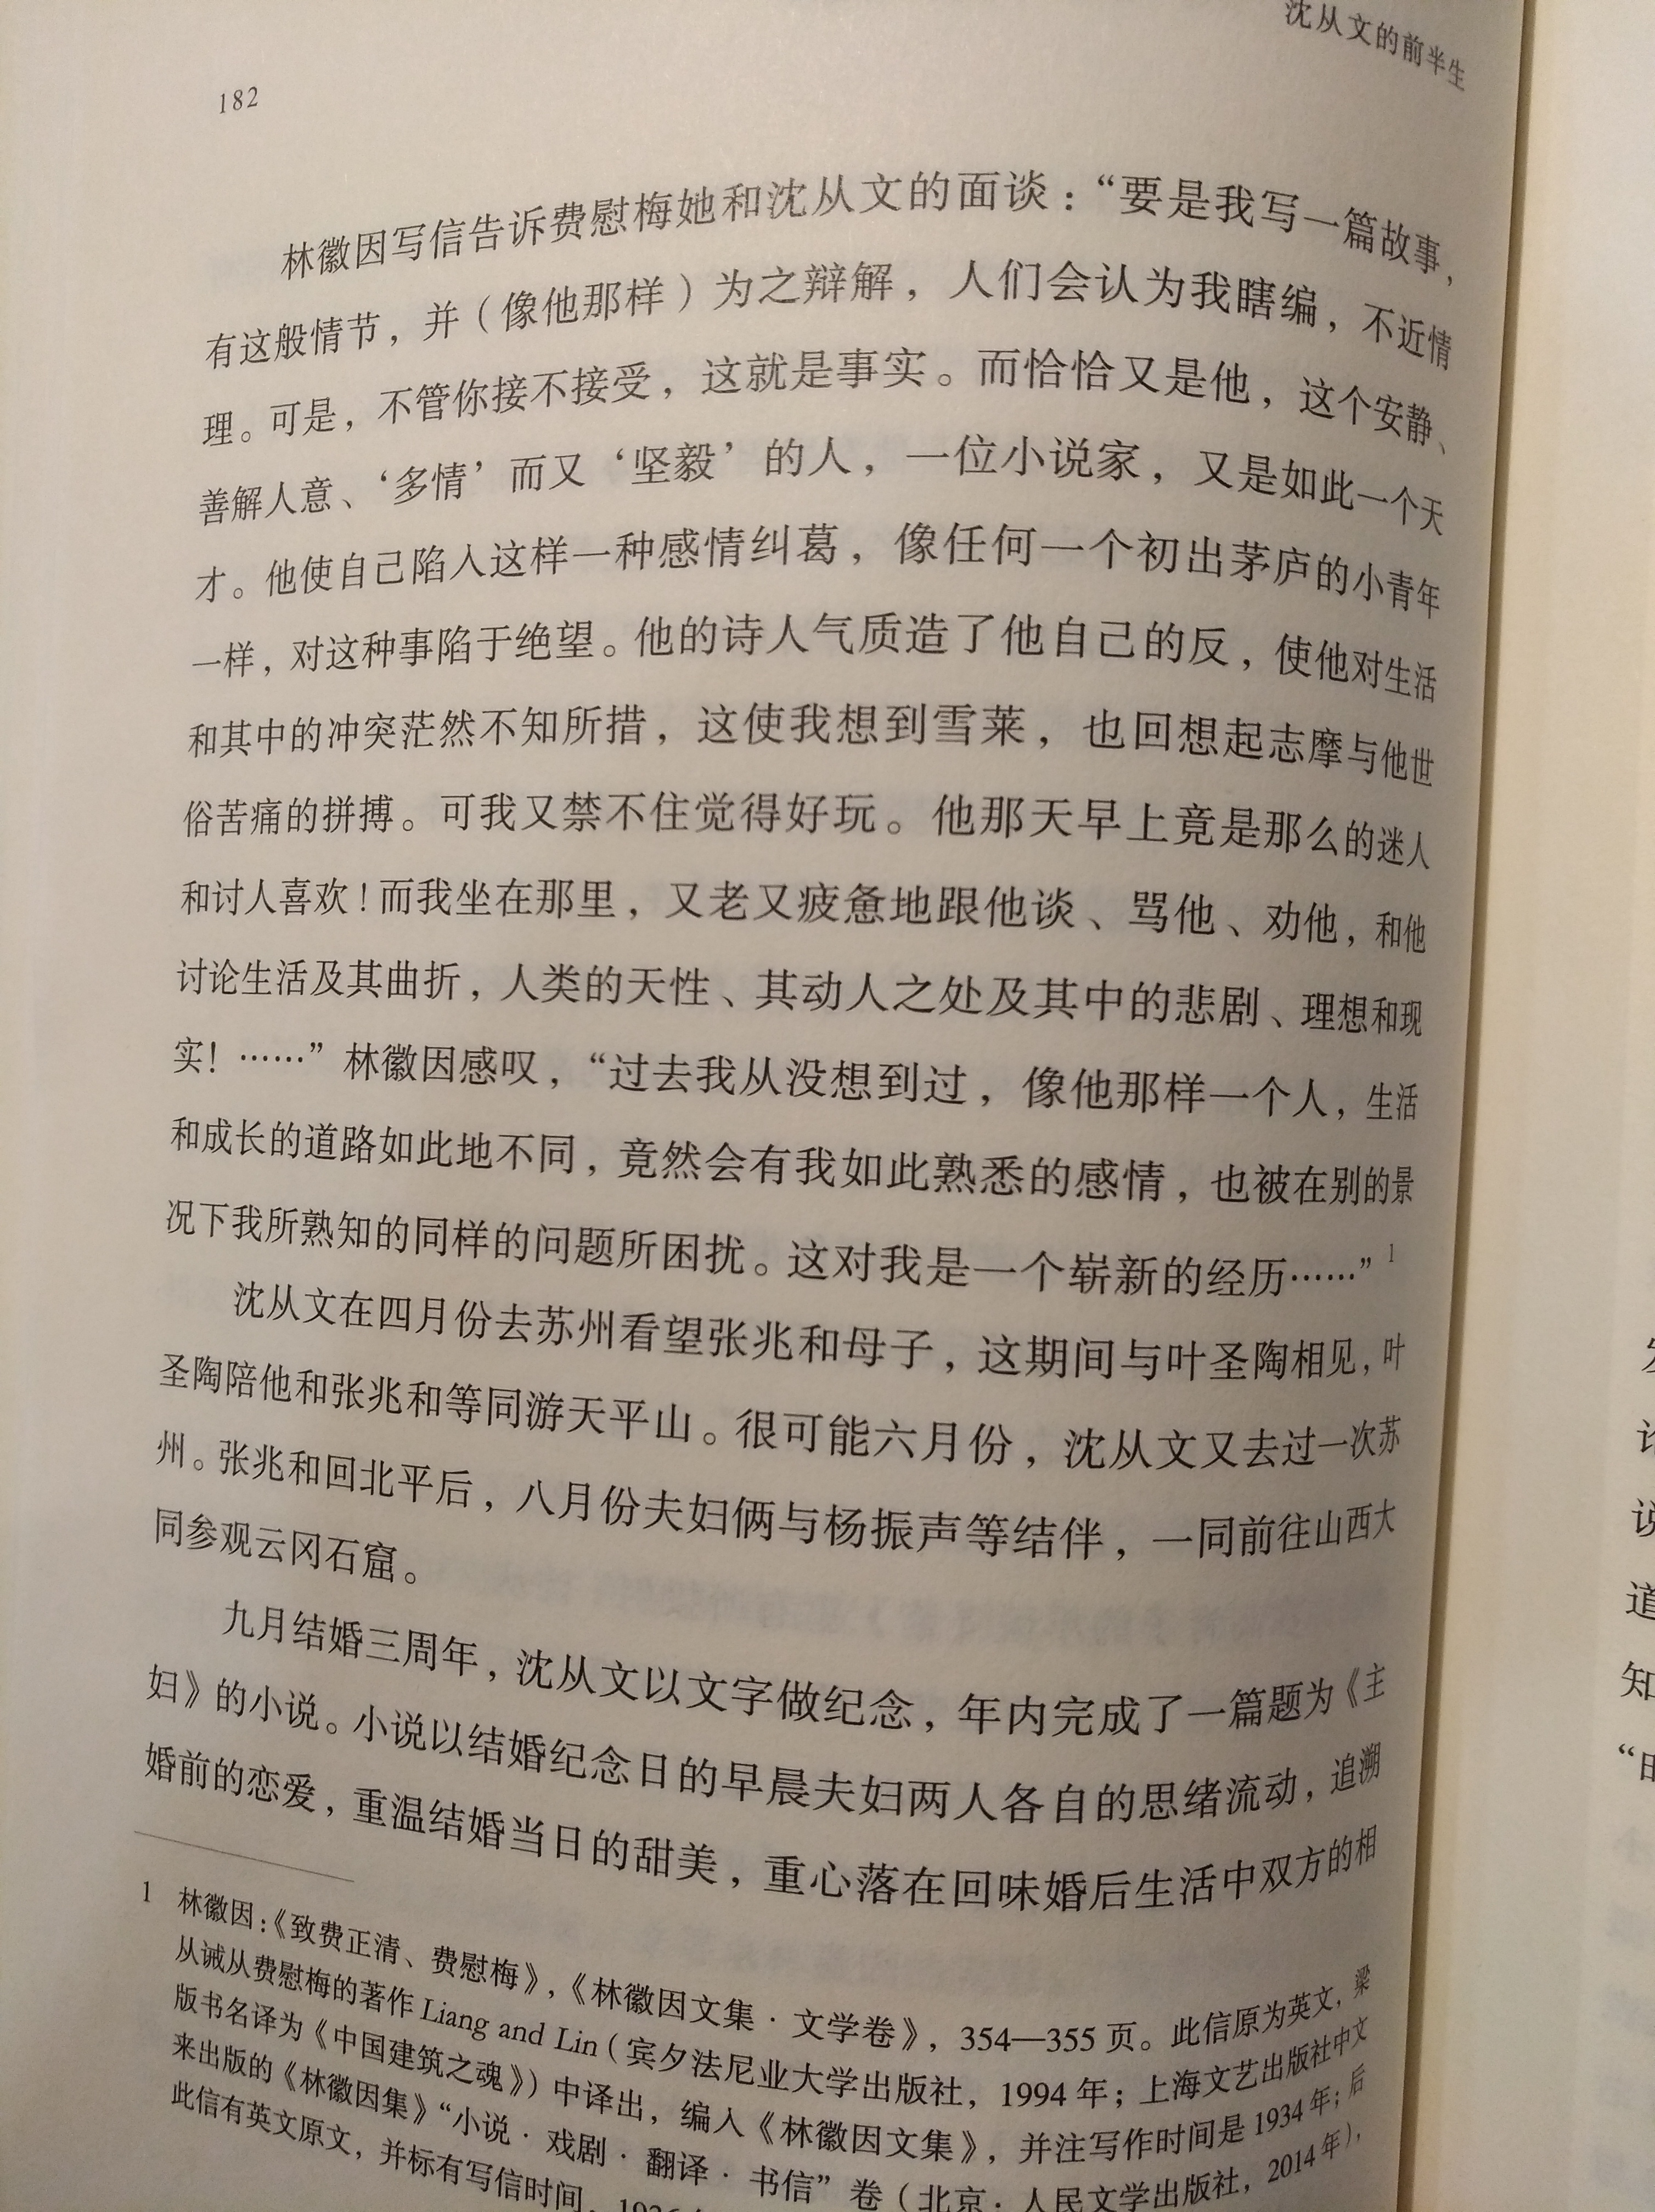 沈从文的前半生
182
林徽因写信告诉费慰梅她和沈从文的面谈：“要是我写一篇故事，
有这般情节，并（像他那样）为之辩解，人们会认为我瞎编，不近情
理。可是，不管你接不接受，这就是事实。而恰恰又是他，这个安静、
善解人意、‘多情’而又‘坚毅’的人，一位小说家，又是如此一个天
才。他使自己陷入这样一种感情纠葛，像任何一个初出茅庐的小青年
一样，对这种事陷于绝望。他的诗人气质造了他自己的反，使他对生活
和其中的冲突茫然不知所措，这使我想到雪莱，也回想起志摩与他世
俗苦痛的拼搏。可我又禁不住觉得好玩。他那天早上竟是那么的迷人
和讨人喜欢！而我坐在那里，又老又疲惫地跟他谈、骂他、劝他，和他
讨论生活及其曲折，人类的天性、其动人之处及其中的悲剧、理想和现
实！……”林徽因感叹，“过去我从没想到过，像他那样一个人，生活
和成长的道路如此地不同，竟然会有我如此熟悉的感情，也被在别的景
况下我所熟知的同样的问题所困扰。这对我是一个崭新的经历……”1
沈从文在四月份去苏州看望张兆和母子，这期间与叶圣陶相见，叶
圣陶陪他和张兆和等同游天平山。很可能六月份，沈从文又去过一次苏
州。张兆和回北平后，八月份夫妇俩与杨振声等结伴，一同前往山西大
同参观云冈石窟。
九月结婚三周年，沈从文以文字做纪念，年内完成了一篇题为《主
妇》的小说。小说以结婚纪念日的早晨夫妇两人各自的思绪流动，追溯
婚前的恋爱，重温结婚当日的甜美，重心落在回味婚后生活中双方的相
1 林徽因：《致费正清、费慰梅》，《林徽因文集·文学卷》，354—355页。此信原为英文，梁
从诫从费慰梅的著作Liang and Lin（宾夕法尼业大学出版社，1994年；上海文艺出版社中文
版书名译为《中国建筑之魂》）中译出，编入《林徽因文集》，并注写作时间是1934年；后
来出版的《林徽因集》“小说·戏剧·翻译·书信”卷（北京：人民文学出版社，2014年），
此信有英文原文，并标有写信时间，
论
说
道
知